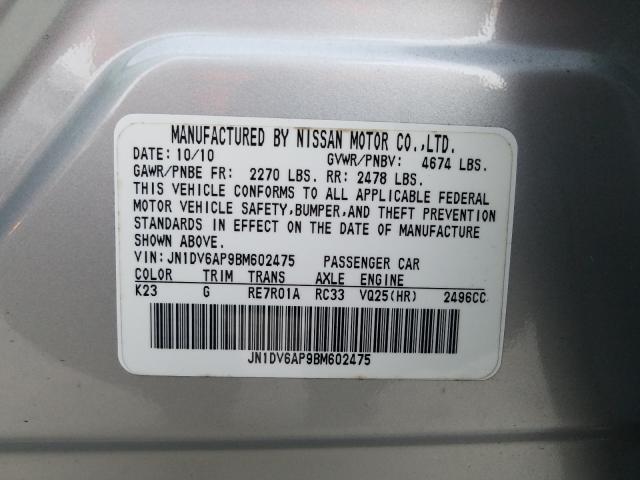 MANUFACTURED BY NISSAN MOTOR CO.,LTD.
DATE: 10/10 GVWR/PNBV: 4674 LBS.
GAWR/PNBE FR: 2270 LBS. RR: 2478 LBS.
THIS VEHICLE CONFORMS TO ALL APPLICABLE FEDERAL
MOTOR VEHICLE SAFETY,BUMPER,AND THEFT PREVENTION
STANDARDS IN EFFECT ON THE DATE OF MANUFACTURE
SHOWN ABOVE.
VIN:JN1DV6AP9BM602475 PASSENGER CAR
COLOR TRIM TRANS AXLE ENGINE
K23 G RE7R01A RC33 VQ25(HR) 2496CC
JN1DV6AP9BM602475